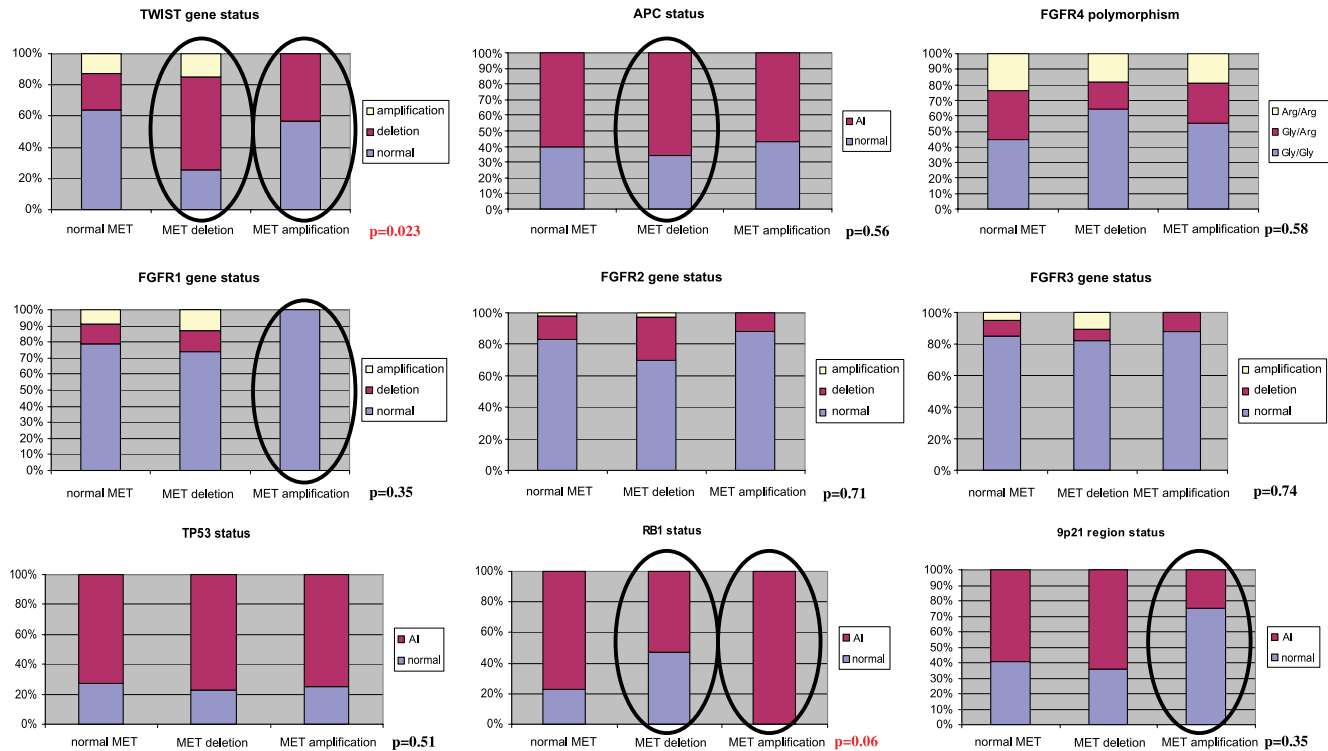 TWIST gene status
100%
80%
60%
40%
20%
0%
normal MET
MET deletion
MET amplification
amplification
deletion
normal
p=0.023
APC status
100%
90%
80%
70%
60%
50%
40%
30%
20%
10%
0%
normal MET
MET deletion
MET amplification
AI
normal
p=0.56
FGFR4 polymorphism
100%
90%
80%
70%
60%
50%
40%
30%
20%
10%
0%
normal MET
MET deletion
MET amplification
Arg/Arg
Gly/Arg
Gly/Gly
p=0.58
FGFR1 gene status
100%
90%
80%
70%
60%
50%
40%
30%
20%
10%
0%
normal MET
MET deletion
MET amplification
amplification
deletion
normal
p=0.35
FGFR2 gene status
100%
80%
60%
40%
20%
0%
normal MET
MET deletion
MET amplification
amplification
deletion
normal
p=0.71
FGFR3 gene status
100%
80%
60%
40%
20%
0%
normal MET
MET deletion
MET amplification
amplification
deletion
normal
p=0.74
TP53 status
100%
80%
60%
40%
20%
0%
normal MET
MET deletion
MET amplification
AI
normal
p=0.51
RB1 status
100%
80%
60%
40%
20%
0%
normal MET
MET deletion
MET amplification
AI
normal
p=0.06
9p21 region status
100%
90%
80%
70%
60%
50%
40%
30%
20%
10%
0%
normal MET
MET deletion
MET amplification
AI
normal
p=0.35